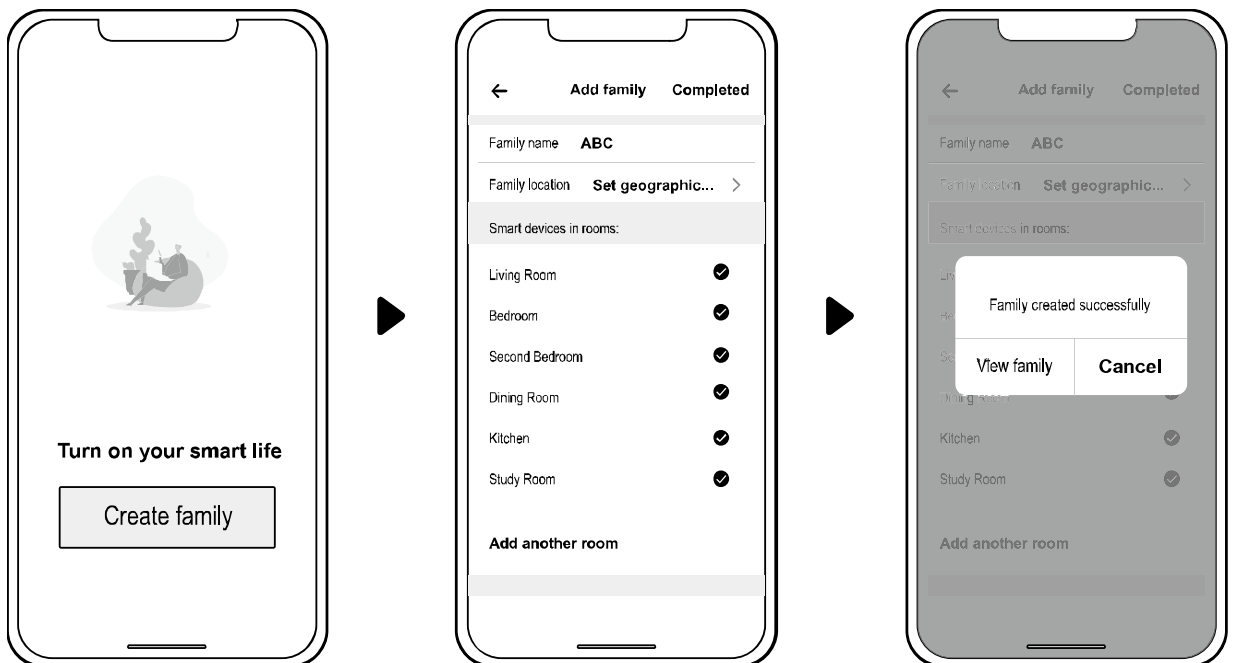 Turn on your smart life
Create family
Add family Completed
Family name ABC
Family location Set geographic...
Smart devices in rooms:
Living Room
Bedroom
Second Bedroom
Dining Room
Kitchen
Study Room
Add another room
Add family Completed
Family name ABC
Family location Set geographic...
Smart devices in rooms:
Family created successfully
View family Cancel
Kitchen
Study Room
Add another room